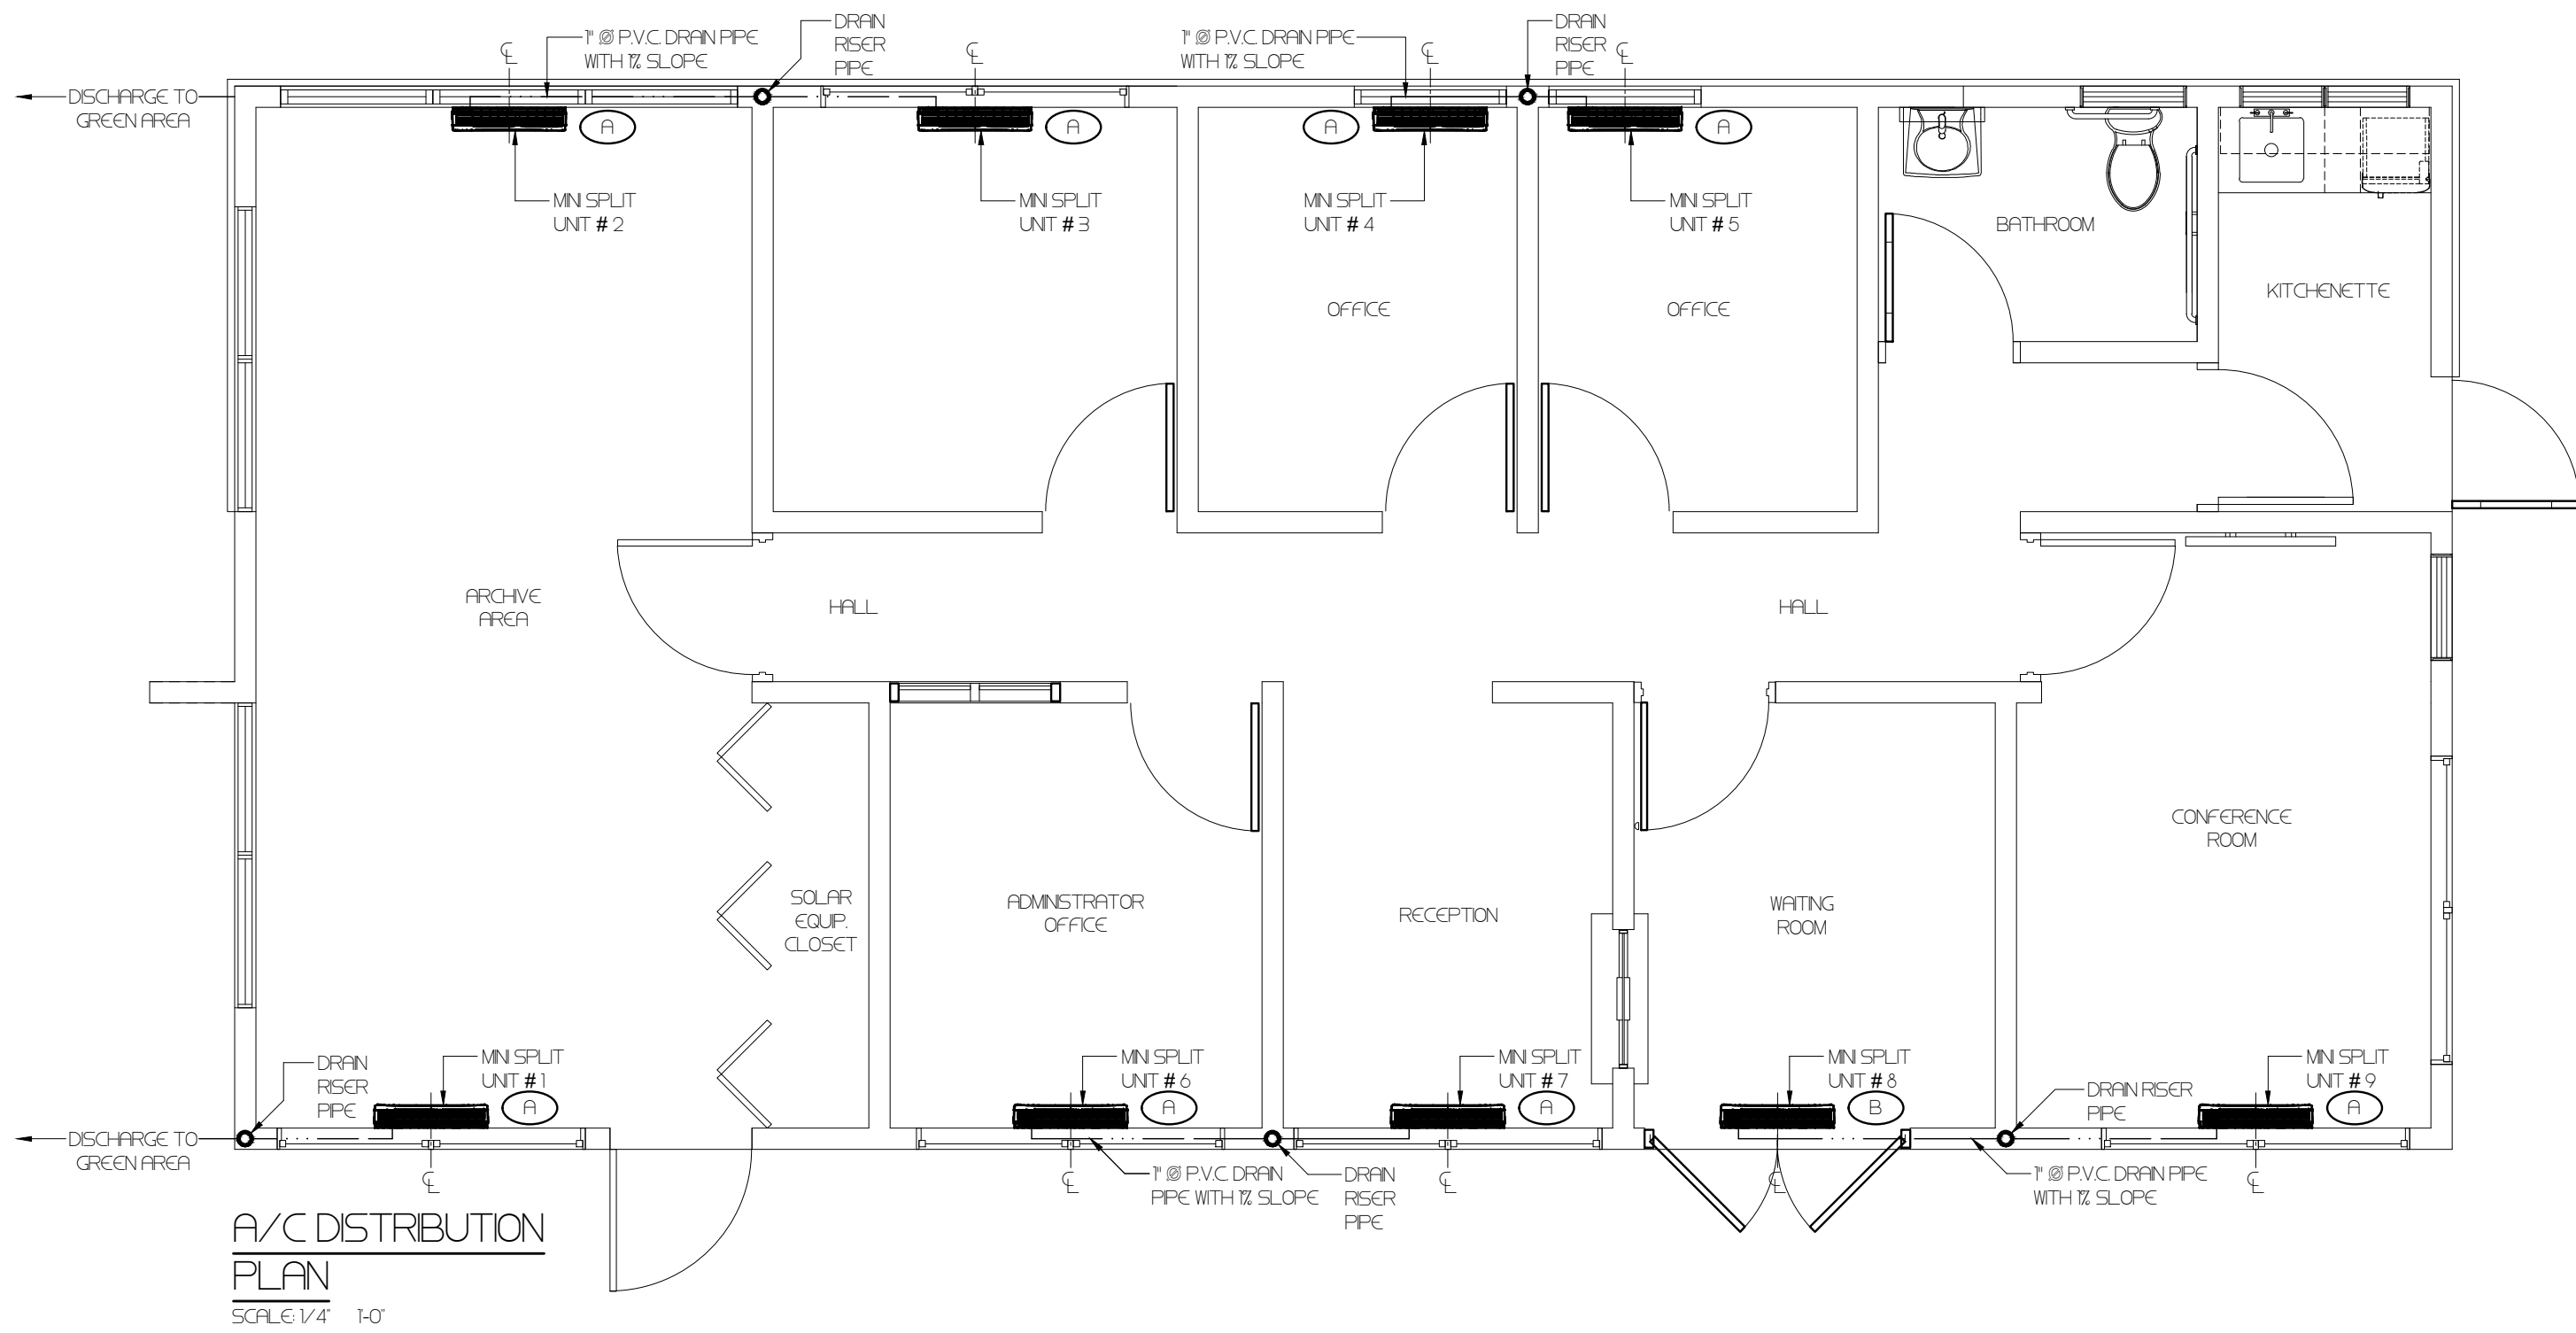 DRAIN
RISER
PIPE
1" Ø P.V.C. DRAIN PIPE
WITH 1% SLOPE
℄
℄
1" Ø P.V.C. DRAIN PIPE
WITH 1% SLOPE
℄
DRAIN
RISER
PIPE
℄
DISCHARGE TO
GREEN AREA
A
A
A
A
MINI SPLIT
UNIT # 2
MINI SPLIT
UNIT # 3
MINI SPLIT
UNIT # 4
MINI SPLIT
UNIT # 5
BATHROOM
KITCHENETTE
OFFICE
OFFICE
ARCHIVE
AREA
HALL
HALL
CONFERENCE
ROOM
SOLAR
EQUIP.
CLOSET
ADMINISTRATOR
OFFICE
RECEPTION
WAITING
ROOM
DRAIN
RISER
PIPE
MINI SPLIT
UNIT # 1
A
MINI SPLIT
UNIT # 6
A
MINI SPLIT
UNIT # 7
A
MINI SPLIT
UNIT # 8
B
DRAIN RISER
PIPE
MINI SPLIT
UNIT # 9
A
DISCHARGE TO
GREEN AREA
℄
℄
1" Ø P.V.C. DRAIN
PIPE WITH 1% SLOPE
DRAIN
RISER
PIPE
℄
℄
1" Ø P.V.C. DRAIN PIPE
WITH 1% SLOPE
℄
A/C DISTRIBUTION
PLAN
SCALE: 1/4" 1'-0"